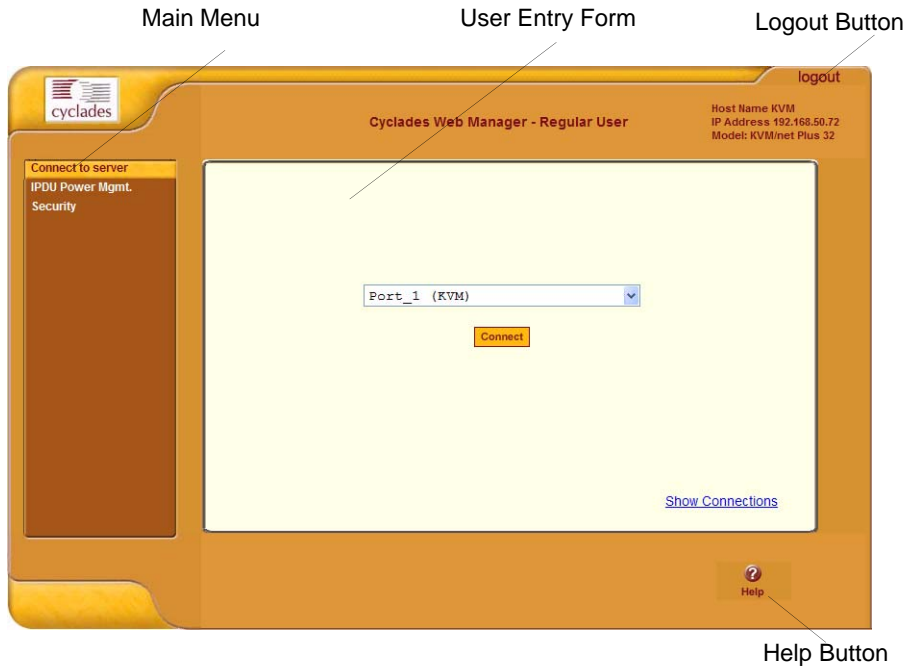 Main Menu
User Entry Form
Logout Button
logout
cyclades
Cyclades Web Manager - Regular User
Host Name KVM
IP Address 192.168.50.72
Model: KVM/net Plus 32
Connect to server
IPDU Power Mgmt.
Security
Port_1 (KVM)
Connect
Show Connections
?
Help
Help Button